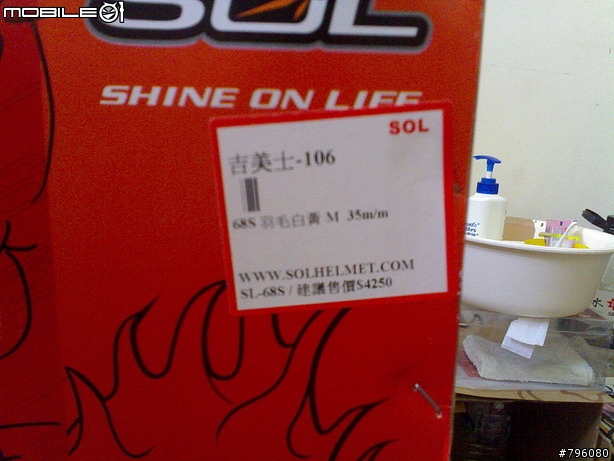 MOBILE01
SOL
SHINE ON LIFE
SOL
吉美士-106
68S 羽毛白黃 M 35m/m
WWW.SOLHELMET.COM
SL-68S / 建議售價$4250
#796080